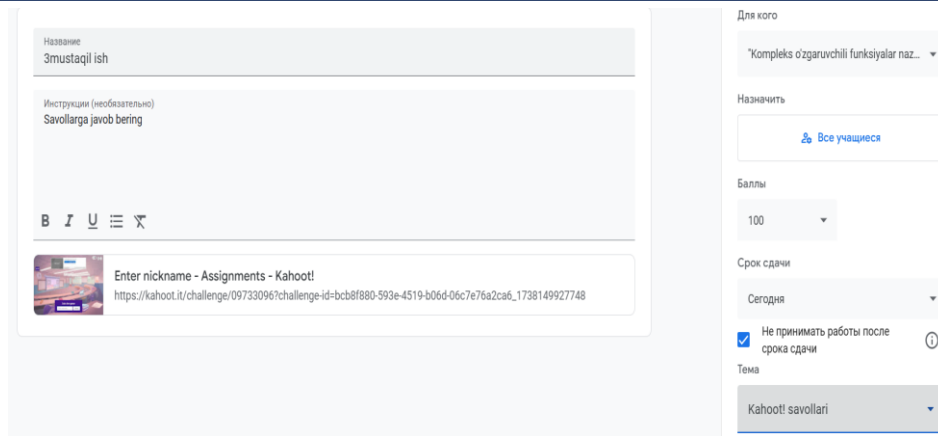 Название
3mustaqil ish
Инструкции (необязательно)
Savollarga javob bering
B I U
Enter nickname - Assignments - Kahoot!
https://kahoot.it/challenge/09733096?challenge-id=bcb8f880-593e-4519-b06d-06c7e76a2ca6_1738149927748
Для кого
"Kompleks o'zgaruvchili funksiyalar naz...
Назначить
Все учащиеся
Баллы
100
Срок сдачи
Сегодня
Не принимать работы после
срока сдачи
Тема
Kahoot! savollari